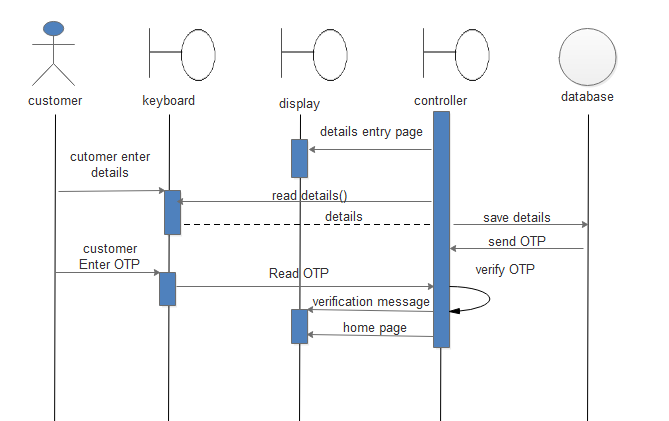 customer
keyboard
display
controller
database
details entry page
cutomer enter
details
read details()
details
save details
send OTP
customer
Enter OTP
Read OTP
verify OTP
verification message
home page